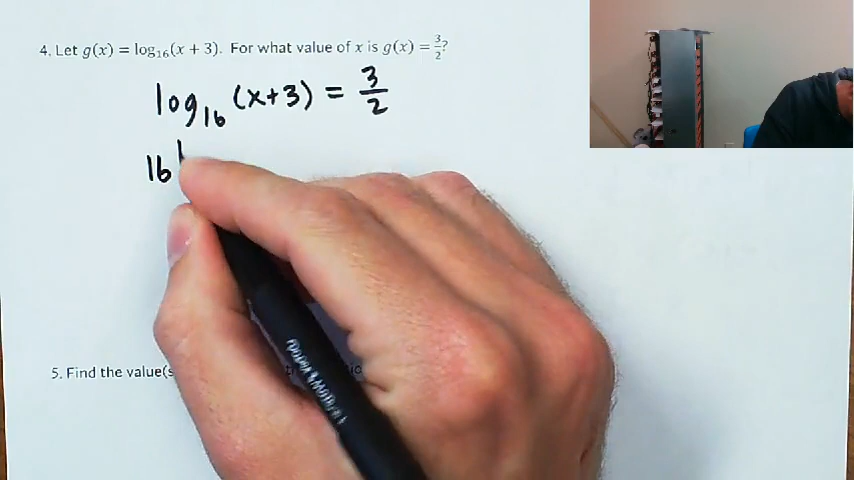 4. Let g(x) = log₁₆(x + 3). For what value of x is g(x) = 3/2?
log₁₆ (x+3) = 3/2
16
5. Find the value(s